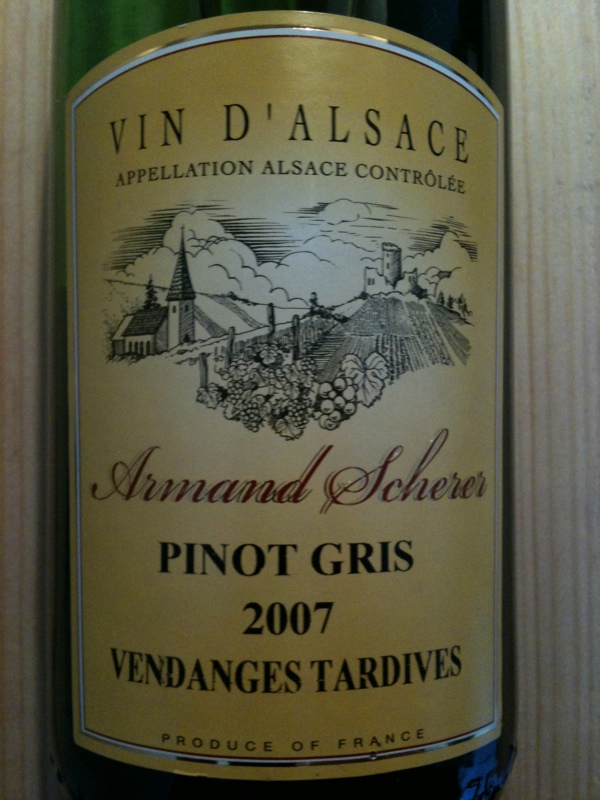 VIN D'ALSACE
APPELLATION ALSACE CONTRÔLÉE
Armand Scherer
PINOT GRIS
2007
VENDANGES TARDIVES
PRODUCE OF FRANCE